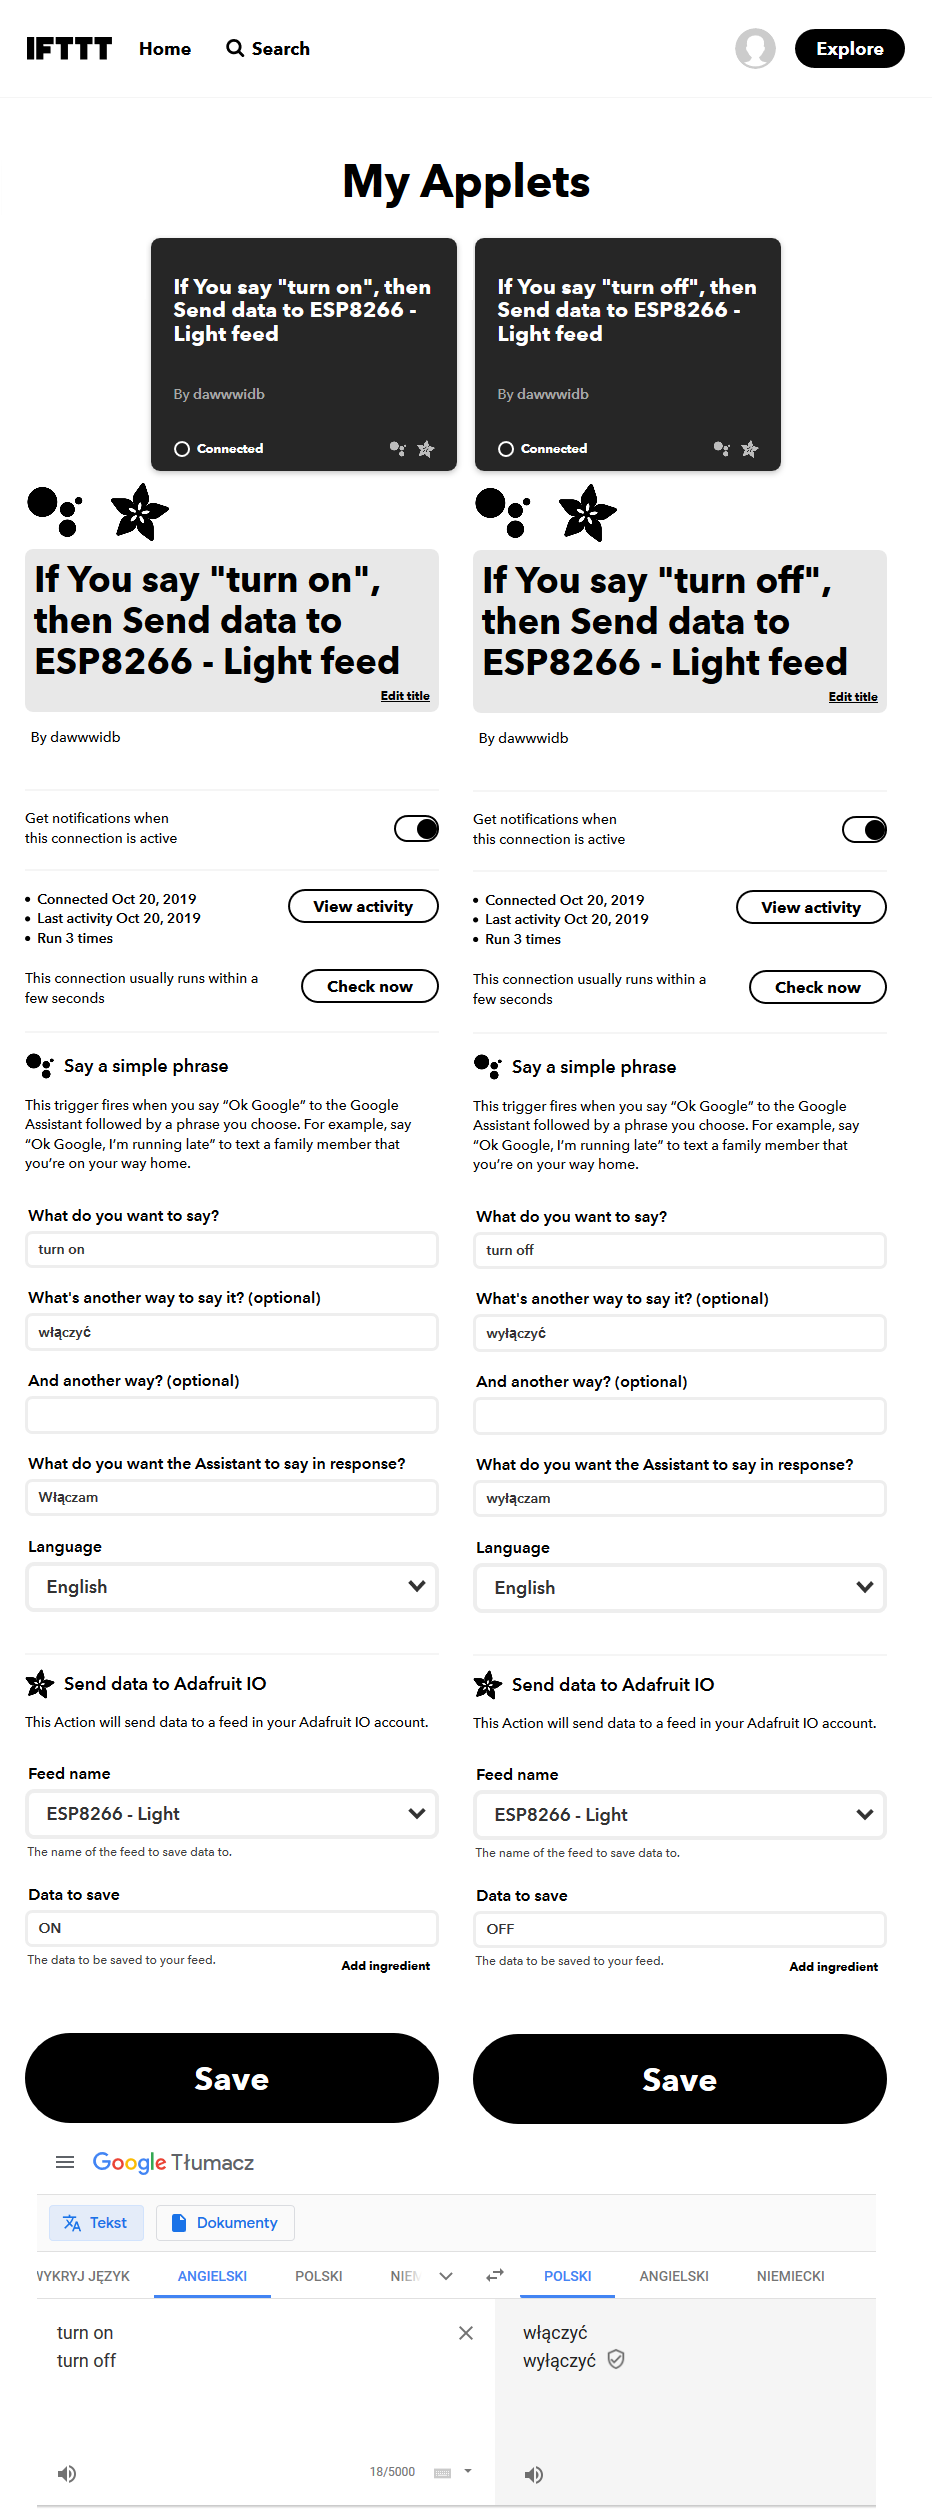 IFTTT Home Search Explore
My Applets
If You say "turn on", then
Send data to ESP8266 -
Light feed
By dawwwidb
Connected
If You say "turn off", then
Send data to ESP8266 -
Light feed
By dawwwidb
Connected
If You say "turn on",
then Send data to
ESP8266 - Light feed
Edit title
By dawwwidb
Get notifications when
this connection is active
• Connected Oct 20, 2019
• Last activity Oct 20, 2019
• Run 3 times
View activity
This connection usually runs within a
few seconds
Check now
Say a simple phrase
This trigger fires when you say “Ok Google” to the Google
Assistant followed by a phrase you choose. For example, say
“Ok Google, I’m running late” to text a family member that
you’re on your way home.
What do you want to say?
turn on
What's another way to say it? (optional)
włączyć
And another way? (optional)
What do you want the Assistant to say in response?
Włączam
Language
English
Send data to Adafruit IO
This Action will send data to a feed in your Adafruit IO account.
Feed name
ESP8266 - Light
The name of the feed to save data to.
Data to save
ON
The data to be saved to your feed.
Add ingredient
Save
If You say "turn off",
then Send data to
ESP8266 - Light feed
Edit title
By dawwwidb
Get notifications when
this connection is active
• Connected Oct 20, 2019
• Last activity Oct 20, 2019
• Run 3 times
View activity
This connection usually runs within a
few seconds
Check now
Say a simple phrase
This trigger fires when you say “Ok Google” to the Google
Assistant followed by a phrase you choose. For example, say
“Ok Google, I’m running late” to text a family member that
you’re on your way home.
What do you want to say?
turn off
What's another way to say it? (optional)
wyłączyć
And another way? (optional)
What do you want the Assistant to say in response?
wyłączam
Language
English
Send data to Adafruit IO
This Action will send data to a feed in your Adafruit IO account.
Feed name
ESP8266 - Light
The name of the feed to save data to.
Data to save
OFF
The data to be saved to your feed.
Add ingredient
Save
Google Tłumacz
Tekst Dokumenty
WYKRYJ JĘZYK ANGIELSKI POLSKI NIEM POLSKI ANGIELSKI NIEMIECKI
turn on
turn off
18/5000
włączyć
wyłączyć